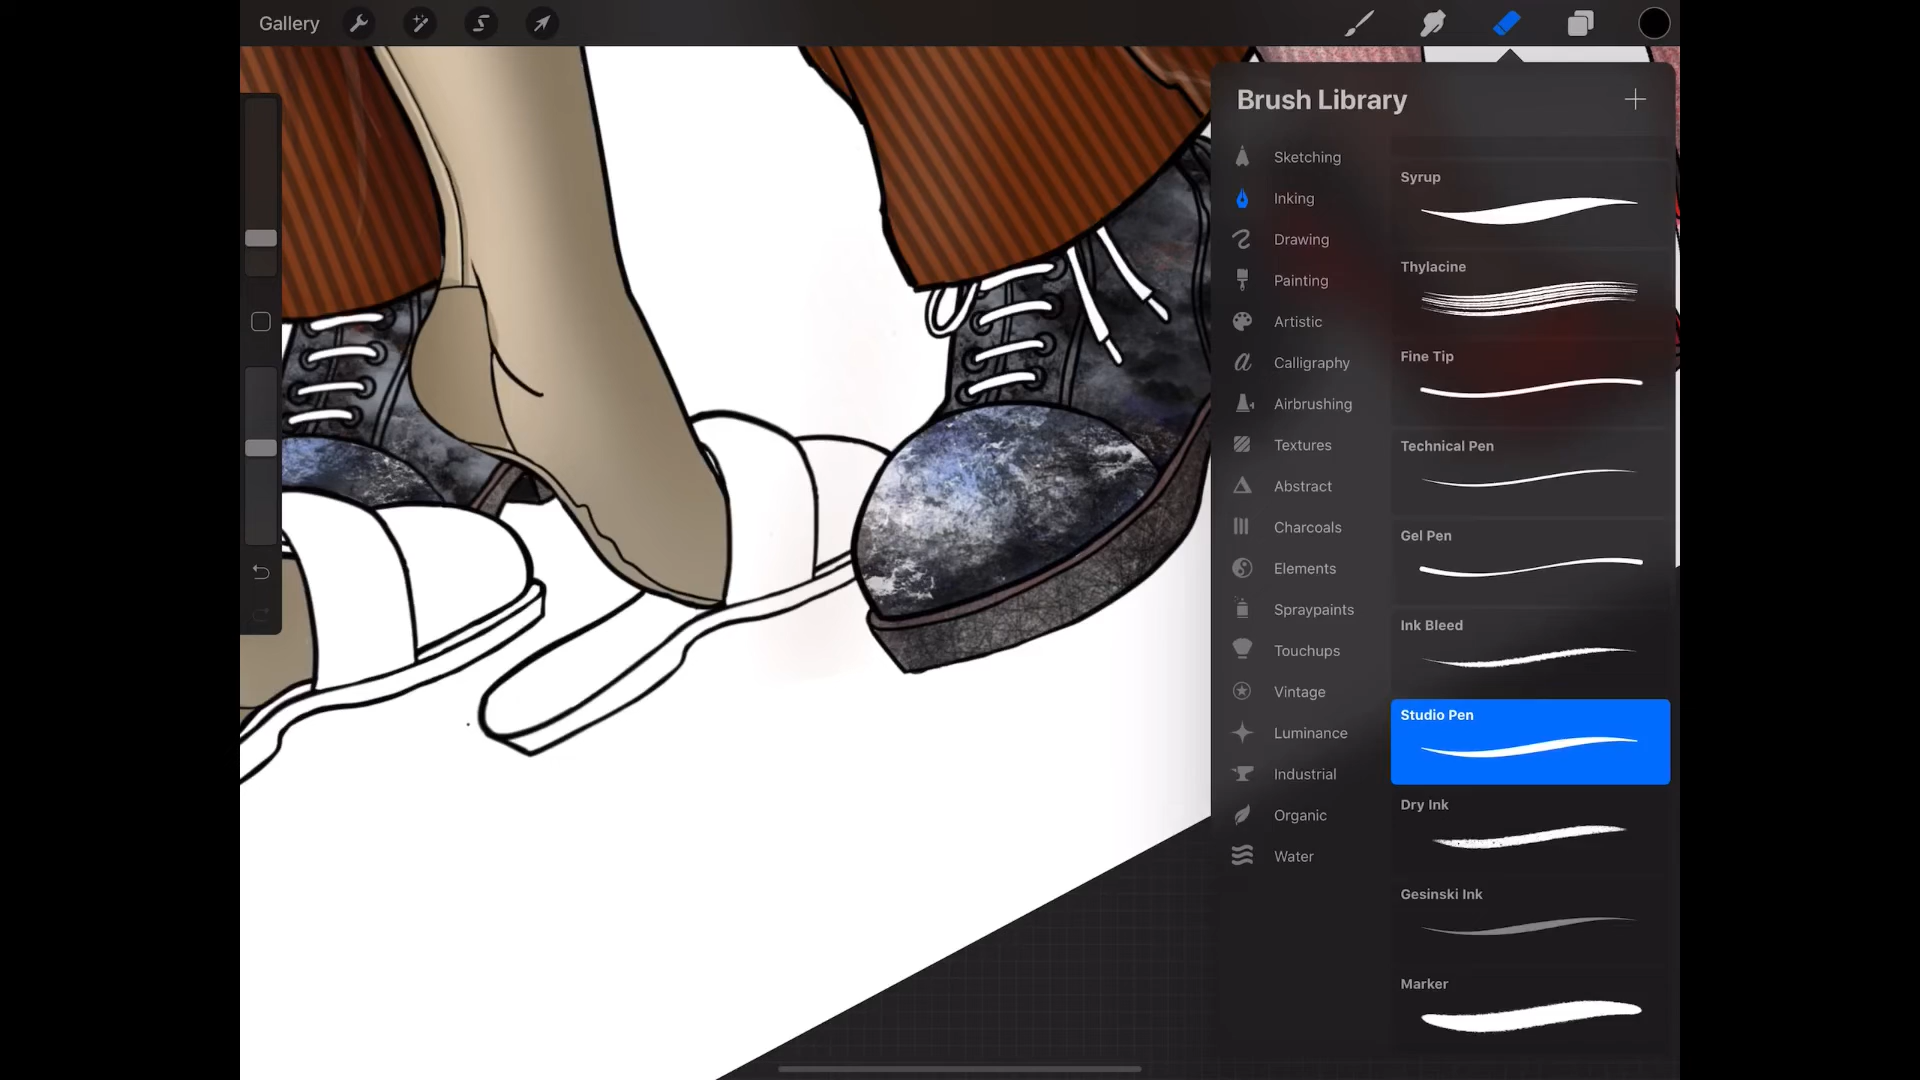 Gallery
Brush Library
Sketching
Inking
Drawing
Painting
Artistic
Calligraphy
Airbrushing
Textures
Abstract
Charcoals
Elements
Spraypaints
Touchups
Vintage
Luminance
Industrial
Organic
Water
Syrup
Thylacine
Fine Tip
Technical Pen
Gel Pen
Ink Bleed
Studio Pen
Dry Ink
Gesinski Ink
Marker